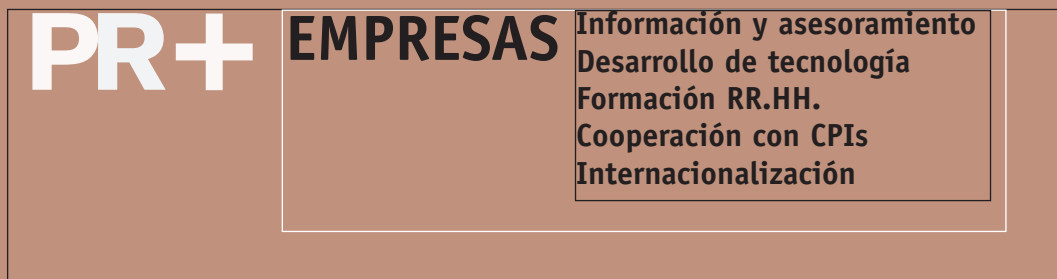 PR+
EMPRESAS
Información y asesoramiento
Desarrollo de tecnología
Formación RR.HH.
Cooperación con CPIs
Internacionalización